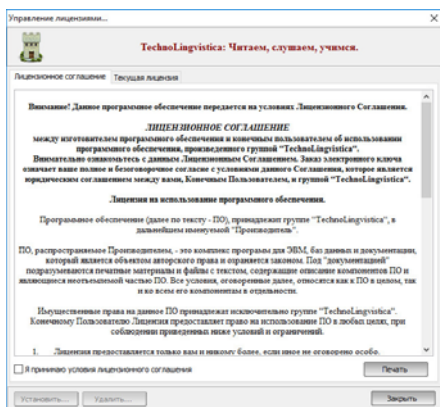 Управление лицензиями...
TechnoLingvistica: Читаем, слушаем, учимся.
Лицензионное соглашение Текущая лицензия
Внимание! Данное программное обеспечение передается на условиях Лицензионного Соглашения.
ЛИЦЕНЗИОННОЕ СОГЛАШЕНИЕ
между изготовителем программного обеспечения и конечным пользователем об использовании
программного обеспечения, произведенного группой "TechnoLingvistica".
Внимательно ознакомьтесь с данным Лицензионным Соглашением. Заказ электронного ключа
означает ваше полное и безоговорочное согласие с условиями данного Соглашения, которое является
юридическим соглашением между вами, Конечным Пользователем, и группой "TechnoLingvistica".
Лицензия на использование программного обеспечения.
Программное обеспечение (далее по тексту - ПО), принадлежит группе "TechnoLingvistica", в
дальнейшем именуемой "Производитель".
ПО, распространяемое Производителем, - это комплекс программ для ЭВМ, баз данных и документации,
который является объектом авторского права и охраняется законом. Под "документацией"
подразумеваются печатные материалы и файлы с текстом, содержащие описание компонентов ПО и
являющиеся неотъемлемой частью ПО. Все условия, оговоренные далее, относятся как к ПО в целом, так
и ко всем его компонентам в отдельности.
Имущественные права на данное ПО принадлежат исключительно группе "TechnoLingvistica".
Конечному Пользователю Лицензия предоставляет право на использование ПО в любых целях, при
соблюдении приведенных ниже условий и ограничений.
1. Лицензия предоставляется только вам и никому более, если иное не оговорено особо.
Я принимаю условия лицензионного соглашения Печать
Установить... Удалить... Закрыть